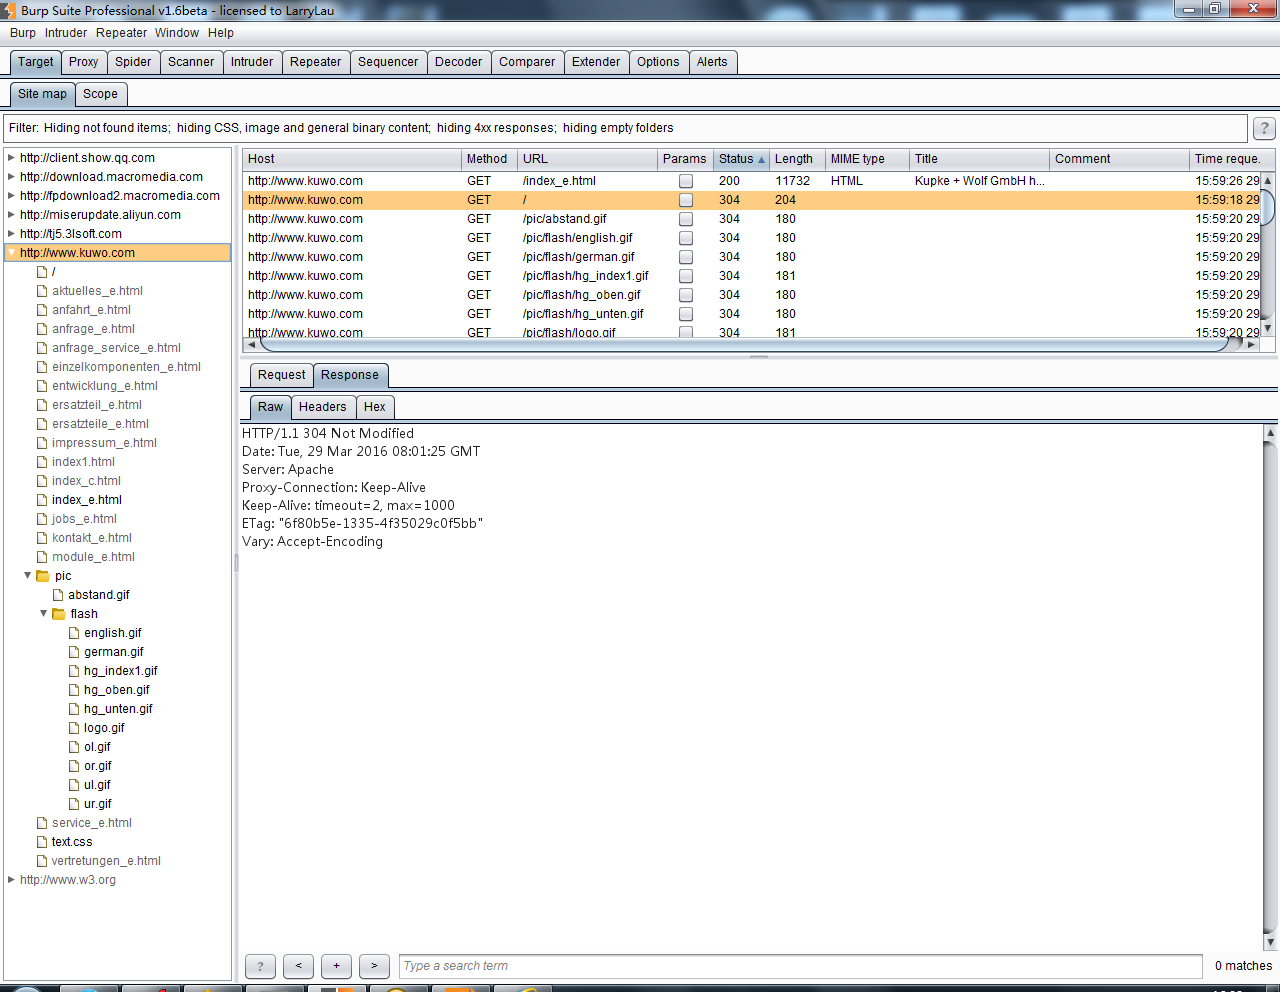 Burp Suite Professional v1.6beta - licensed to LarryLau
Burp Intruder Repeater Window Help
Target Proxy Spider Scanner Intruder Repeater Sequencer Decoder Comparer Extender Options Alerts
Site map Scope
Filter: Hiding not found items; hiding CSS, image and general binary content; hiding 4xx responses; hiding empty folders ?
http://client.show.qq.com
http://download.macromedia.com
http://fpdownload2.macromedia.com
http://miserupdate.aliyun.com
http://tj5.3lsoft.com
http://www.kuwo.com
/
aktuelles_e.html
anfahrt_e.html
anfrage_e.html
anfrage_service_e.html
einzelkomponenten_e.html
entwicklung_e.html
ersatzteil_e.html
ersatzteile_e.html
impressum_e.html
index1.html
index_c.html
index_e.html
jobs_e.html
kontakt_e.html
module_e.html
pic
abstand.gif
flash
english.gif
german.gif
hg_index1.gif
hg_oben.gif
hg_unten.gif
logo.gif
ol.gif
or.gif
ul.gif
ur.gif
service_e.html
text.css
vertretungen_e.html
http://www.w3.org
Host Method URL Params Status Length MIME type Title Comment Time reque.
http://www.kuwo.com GET /index_e.html 200 11732 HTML Kupke + Wolf GmbH h... 15:59:26 29
http://www.kuwo.com GET / 304 204 15:59:18 29
http://www.kuwo.com GET /pic/abstand.gif 304 180 15:59:20 29
http://www.kuwo.com GET /pic/flash/english.gif 304 180 15:59:20 29
http://www.kuwo.com GET /pic/flash/german.gif 304 180 15:59:20 29
http://www.kuwo.com GET /pic/flash/hg_index1.gif 304 181 15:59:20 29
http://www.kuwo.com GET /pic/flash/hg_oben.gif 304 180 15:59:20 29
http://www.kuwo.com GET /pic/flash/hg_unten.gif 304 180 15:59:20 29
http://www.kuwo.com GET /pic/flash/logo.gif 304 181 15:59:20 29
Request Response
Raw Headers Hex
HTTP/1.1 304 Not Modified
Date: Tue, 29 Mar 2016 08:01:25 GMT
Server: Apache
Proxy-Connection: Keep-Alive
Keep-Alive: timeout=2, max=1000
ETag: "6f80b5e-1335-4f35029c0f5bb"
Vary: Accept-Encoding
? < + > Type a search term 0 matches